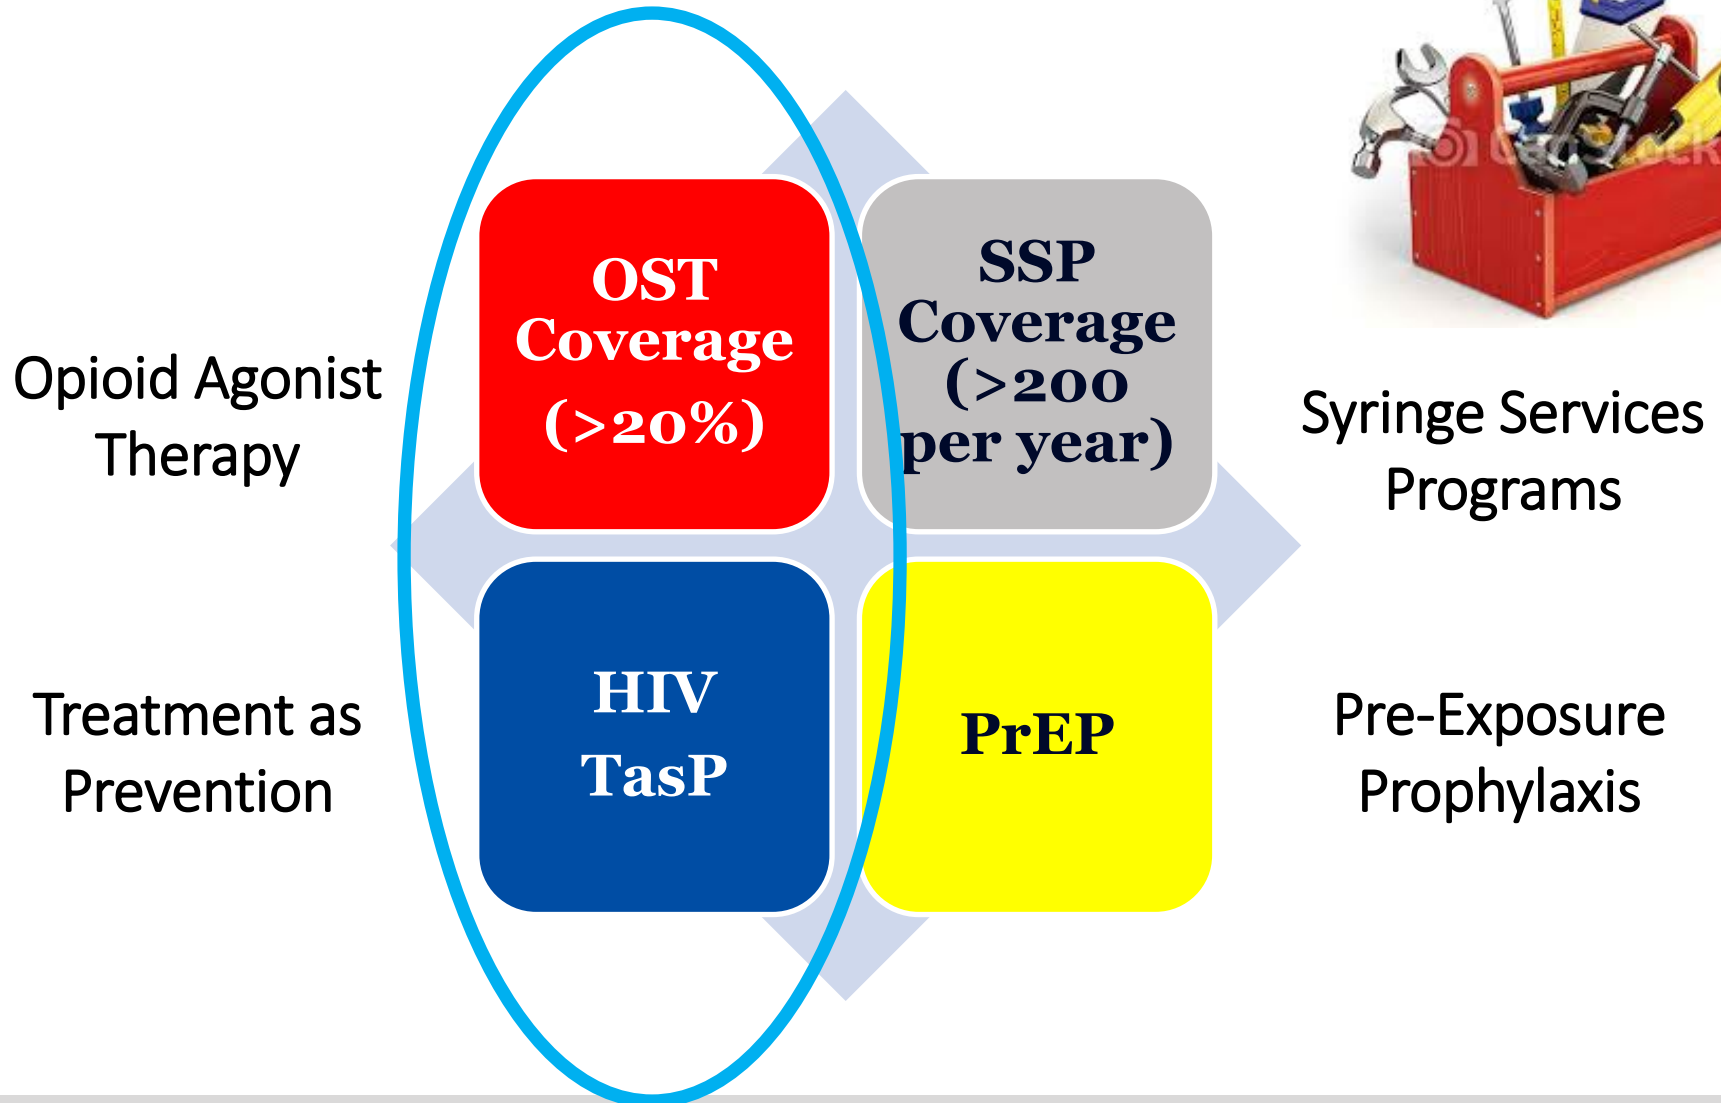 OST
Coverage
(>20%)
SSP
Coverage
(>200
per year)
Opioid Agonist
Therapy
Syringe Services
Programs
HIV
TasP
PrEP
Treatment as
Prevention
Pre-Exposure
Prophylaxis